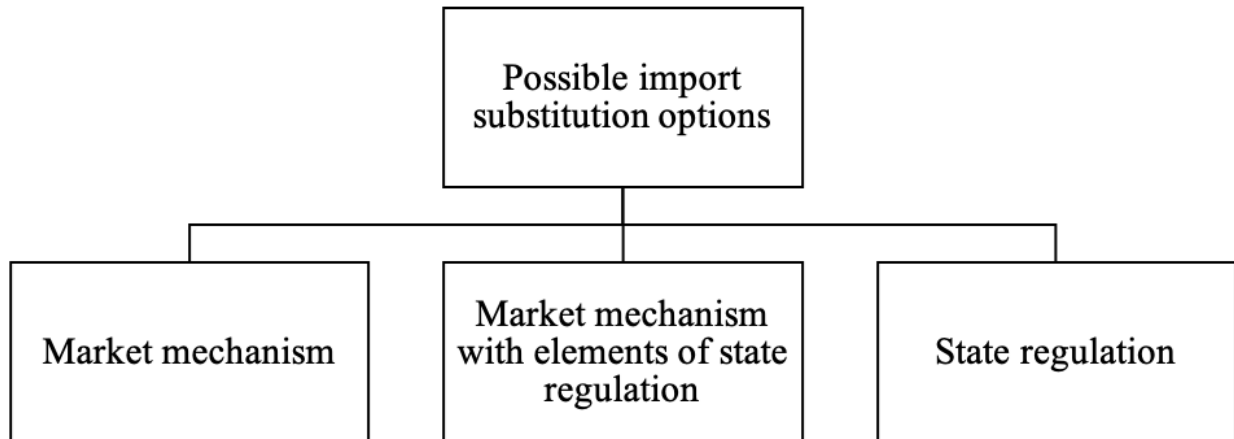 Possible import
substitution options
Market mechanism
Market mechanism
with elements of state
regulation
State regulation